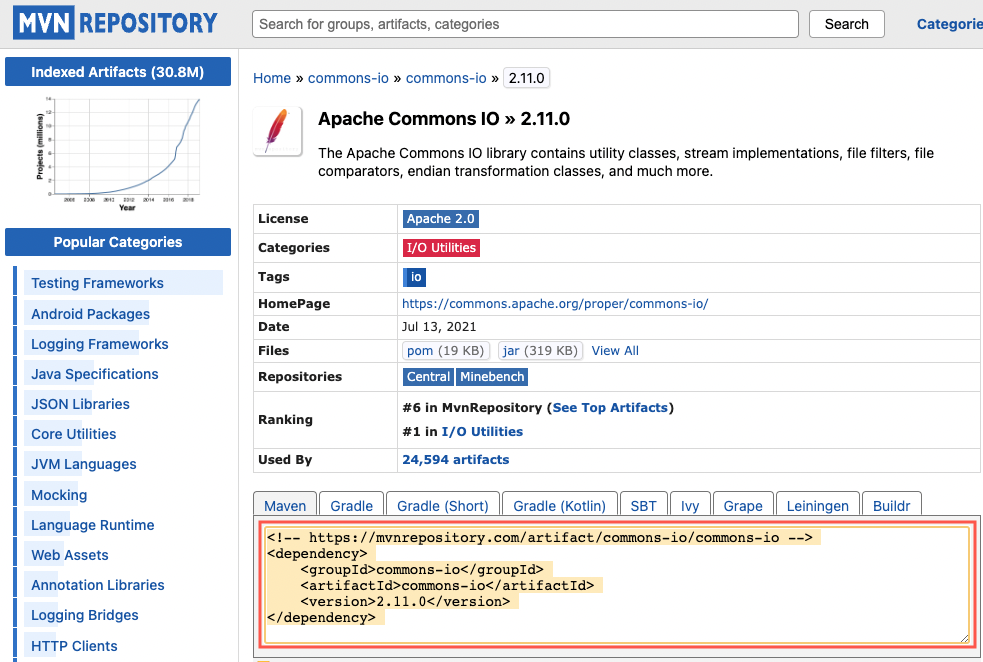 MVN REPOSITORY
Search for groups, artifacts, categories
Search
Categorie
Indexed Artifacts (30.8M)
Projects (millions)
14
12
10
8
6
4
2
0
2006 2008 2010 2012 2014 2016 2018
Year
Popular Categories
Testing Frameworks
Android Packages
Logging Frameworks
Java Specifications
JSON Libraries
Core Utilities
JVM Languages
Mocking
Language Runtime
Web Assets
Annotation Libraries
Logging Bridges
HTTP Clients
Home » commons-io » commons-io » 2.11.0
Apache Commons IO » 2.11.0
The Apache Commons IO library contains utility classes, stream implementations, file filters, file
comparators, endian transformation classes, and much more.
License Apache 2.0
Categories I/O Utilities
Tags io
HomePage https://commons.apache.org/proper/commons-io/
Date Jul 13, 2021
Files pom (19 KB) jar (319 KB) View All
Repositories Central Minebench
Ranking #6 in MvnRepository (See Top Artifacts)
#1 in I/O Utilities
Used By 24,594 artifacts
Maven Gradle Gradle (Short) Gradle (Kotlin) SBT Ivy Grape Leiningen Buildr
<!-- https://mvnrepository.com/artifact/commons-io/commons-io -->
<dependency>
<groupId>commons-io</groupId>
<artifactId>commons-io</artifactId>
<version>2.11.0</version>
</dependency>